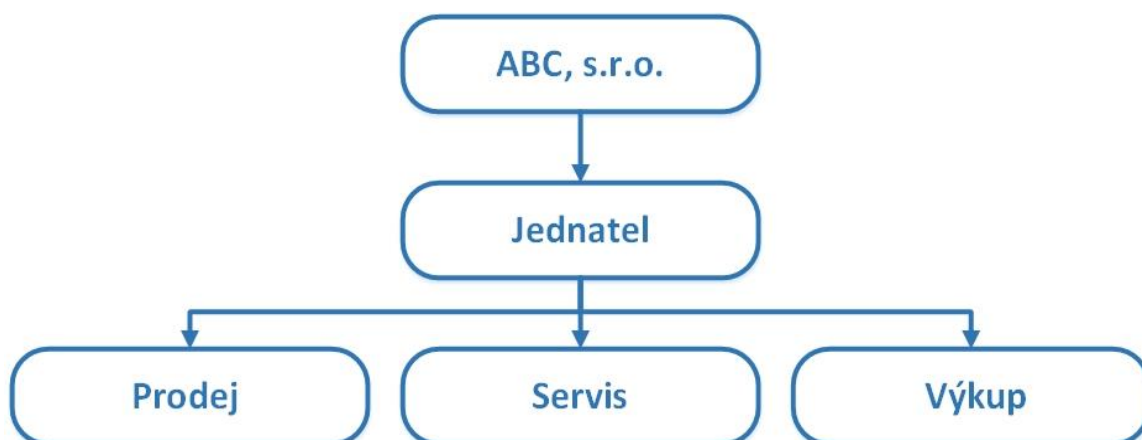 ABC, s.r.o.
Jednatel
Prodej
Servis
Výkup